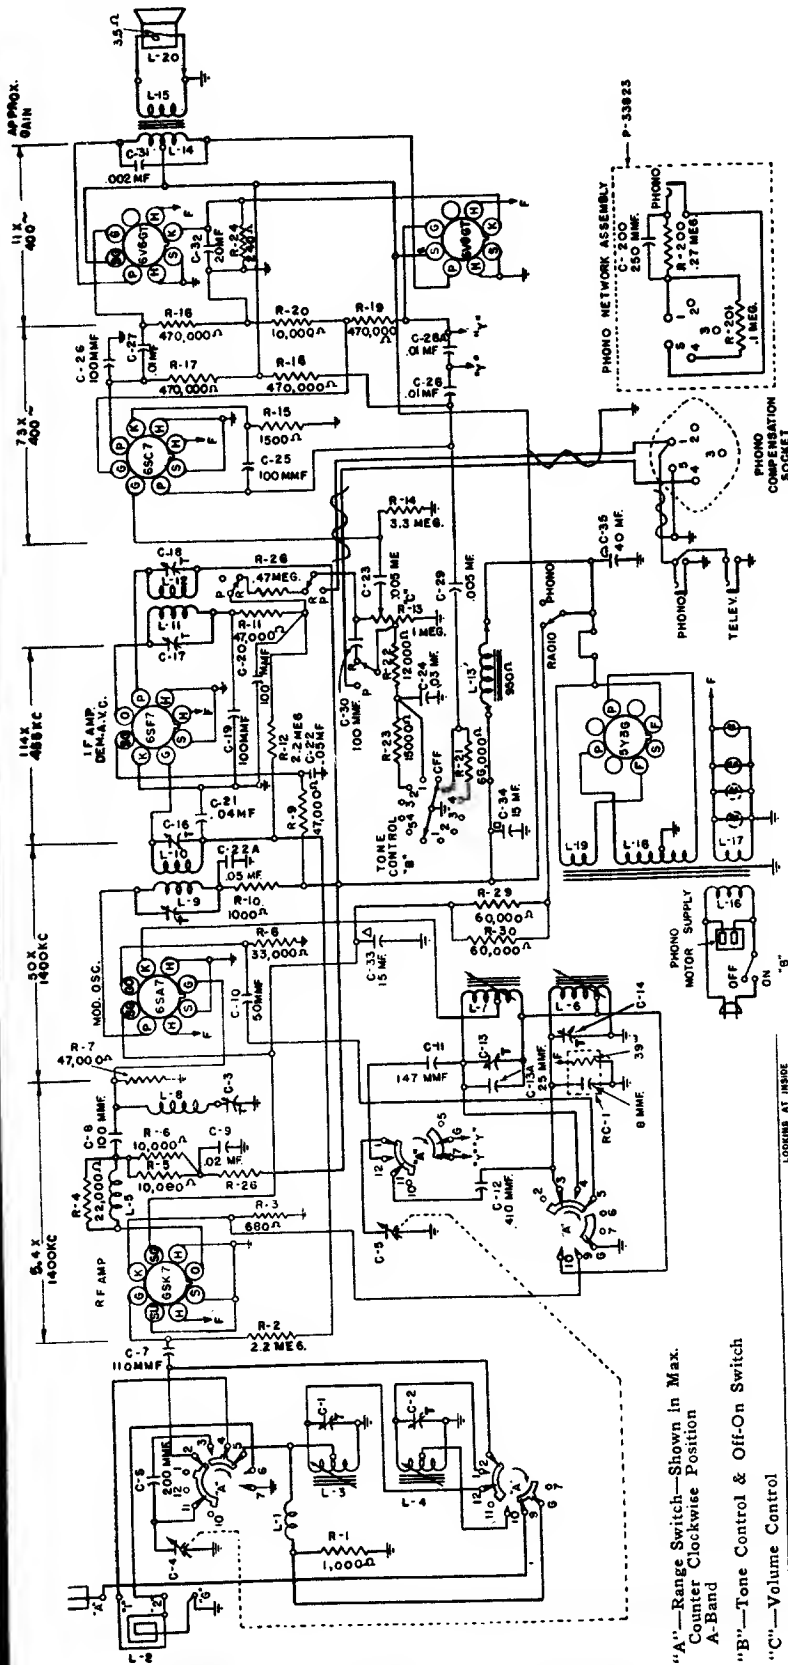 APPROX.
GAIN
3.5Ω
L-20
L-15
11X
400~
C-31
L-14
.002 MF
6V6GT
C-32
20MF
R-24
240Ω
6V6GT
73X
400~
C-26
100MMF
C-27
.01MF
R-16
470,000Ω
R-20
10,000Ω
R-19
470,000Ω
R-17
470,000Ω
R-18
470,000Ω
C-28A
.01MF
"Y"
"Y"
C-26
.01MF
6SC7
R-15
1500Ω
C-25
100MMF
PHONO NETWORK ASSEMBLY
P-33823
C-200
250 MMF.
PHONO
R-200
.27 MEG.
R-201
.1 MEG.
PHONO
COMPENSATION
SOCKET
R-14
3.3 MEG.
C-18
R-26
.47MEG.
C-23
.005 MF
R-13
1 MEG.
"C"
C-29
.005 MF.
C-35
40 MF.
PHONO
TELEV.
114X
455KC
I F AMP.
DEM-A.V.C.
6SF7
L-11
C-17
R-11
47,000Ω
C-20
100 MMF
C-19
100MMF
R-12
2.2 MEG
C-22
.05MF
C-30
100 MMF.
R-22
12000Ω
C-24
.03 MF
R-23
15000Ω
L-13
950Ω
RADIO
PHONO
TONE
CONTROL
"B"
OFF
R-21
66,000Ω
C-34
15 MF.
5Y3G
C-21
.04MF
C-16
L-10
C-22A
.05 MF.
R-9
47,000Ω
50X
1400KC
L-9
R-10
1000Ω
R-29
60,000Ω
R-30
60,000Ω
L-19
L-18
L-17
L-16
PHONO
MOTOR SUPPLY
OFF
ON
"B"
MOD. OSC.
6SA7
R-6
33,000Ω
C-10
50MMF
C-33
15 MF.
R-7
47,000Ω
L-7
L-6
C-14
C-11
147 MMF
C-13
C-13A
25 MMF.
39Ω
RC-1
8 MMF.
5.4X
1400KC
C-8
100 MMF.
L-8
C-3
R-4
22,000Ω
L-5
R-6
10,000Ω
R-5
10,000Ω
C-9
.02 MF.
R-26
R-3
680Ω
C-5
C-12
410 MMF.
"A"
"Y" "Y"
"A"
LOOKING AT INSIDE
R F AMP
6SK7
C-7
110MMF
R-2
2.2 MEG.
C-6
200 MMF.
C-4
"A"
L-3
C-1
L-4
C-2
L-1
R-1
1,000Ω
"A"
"A"
"T"
"G"
L-2
"A"—Range Switch—Shown in Max.
Counter Clockwise Position
A-Band
"B"—Tone Control & Off-On Switch
"C"—Volume Control